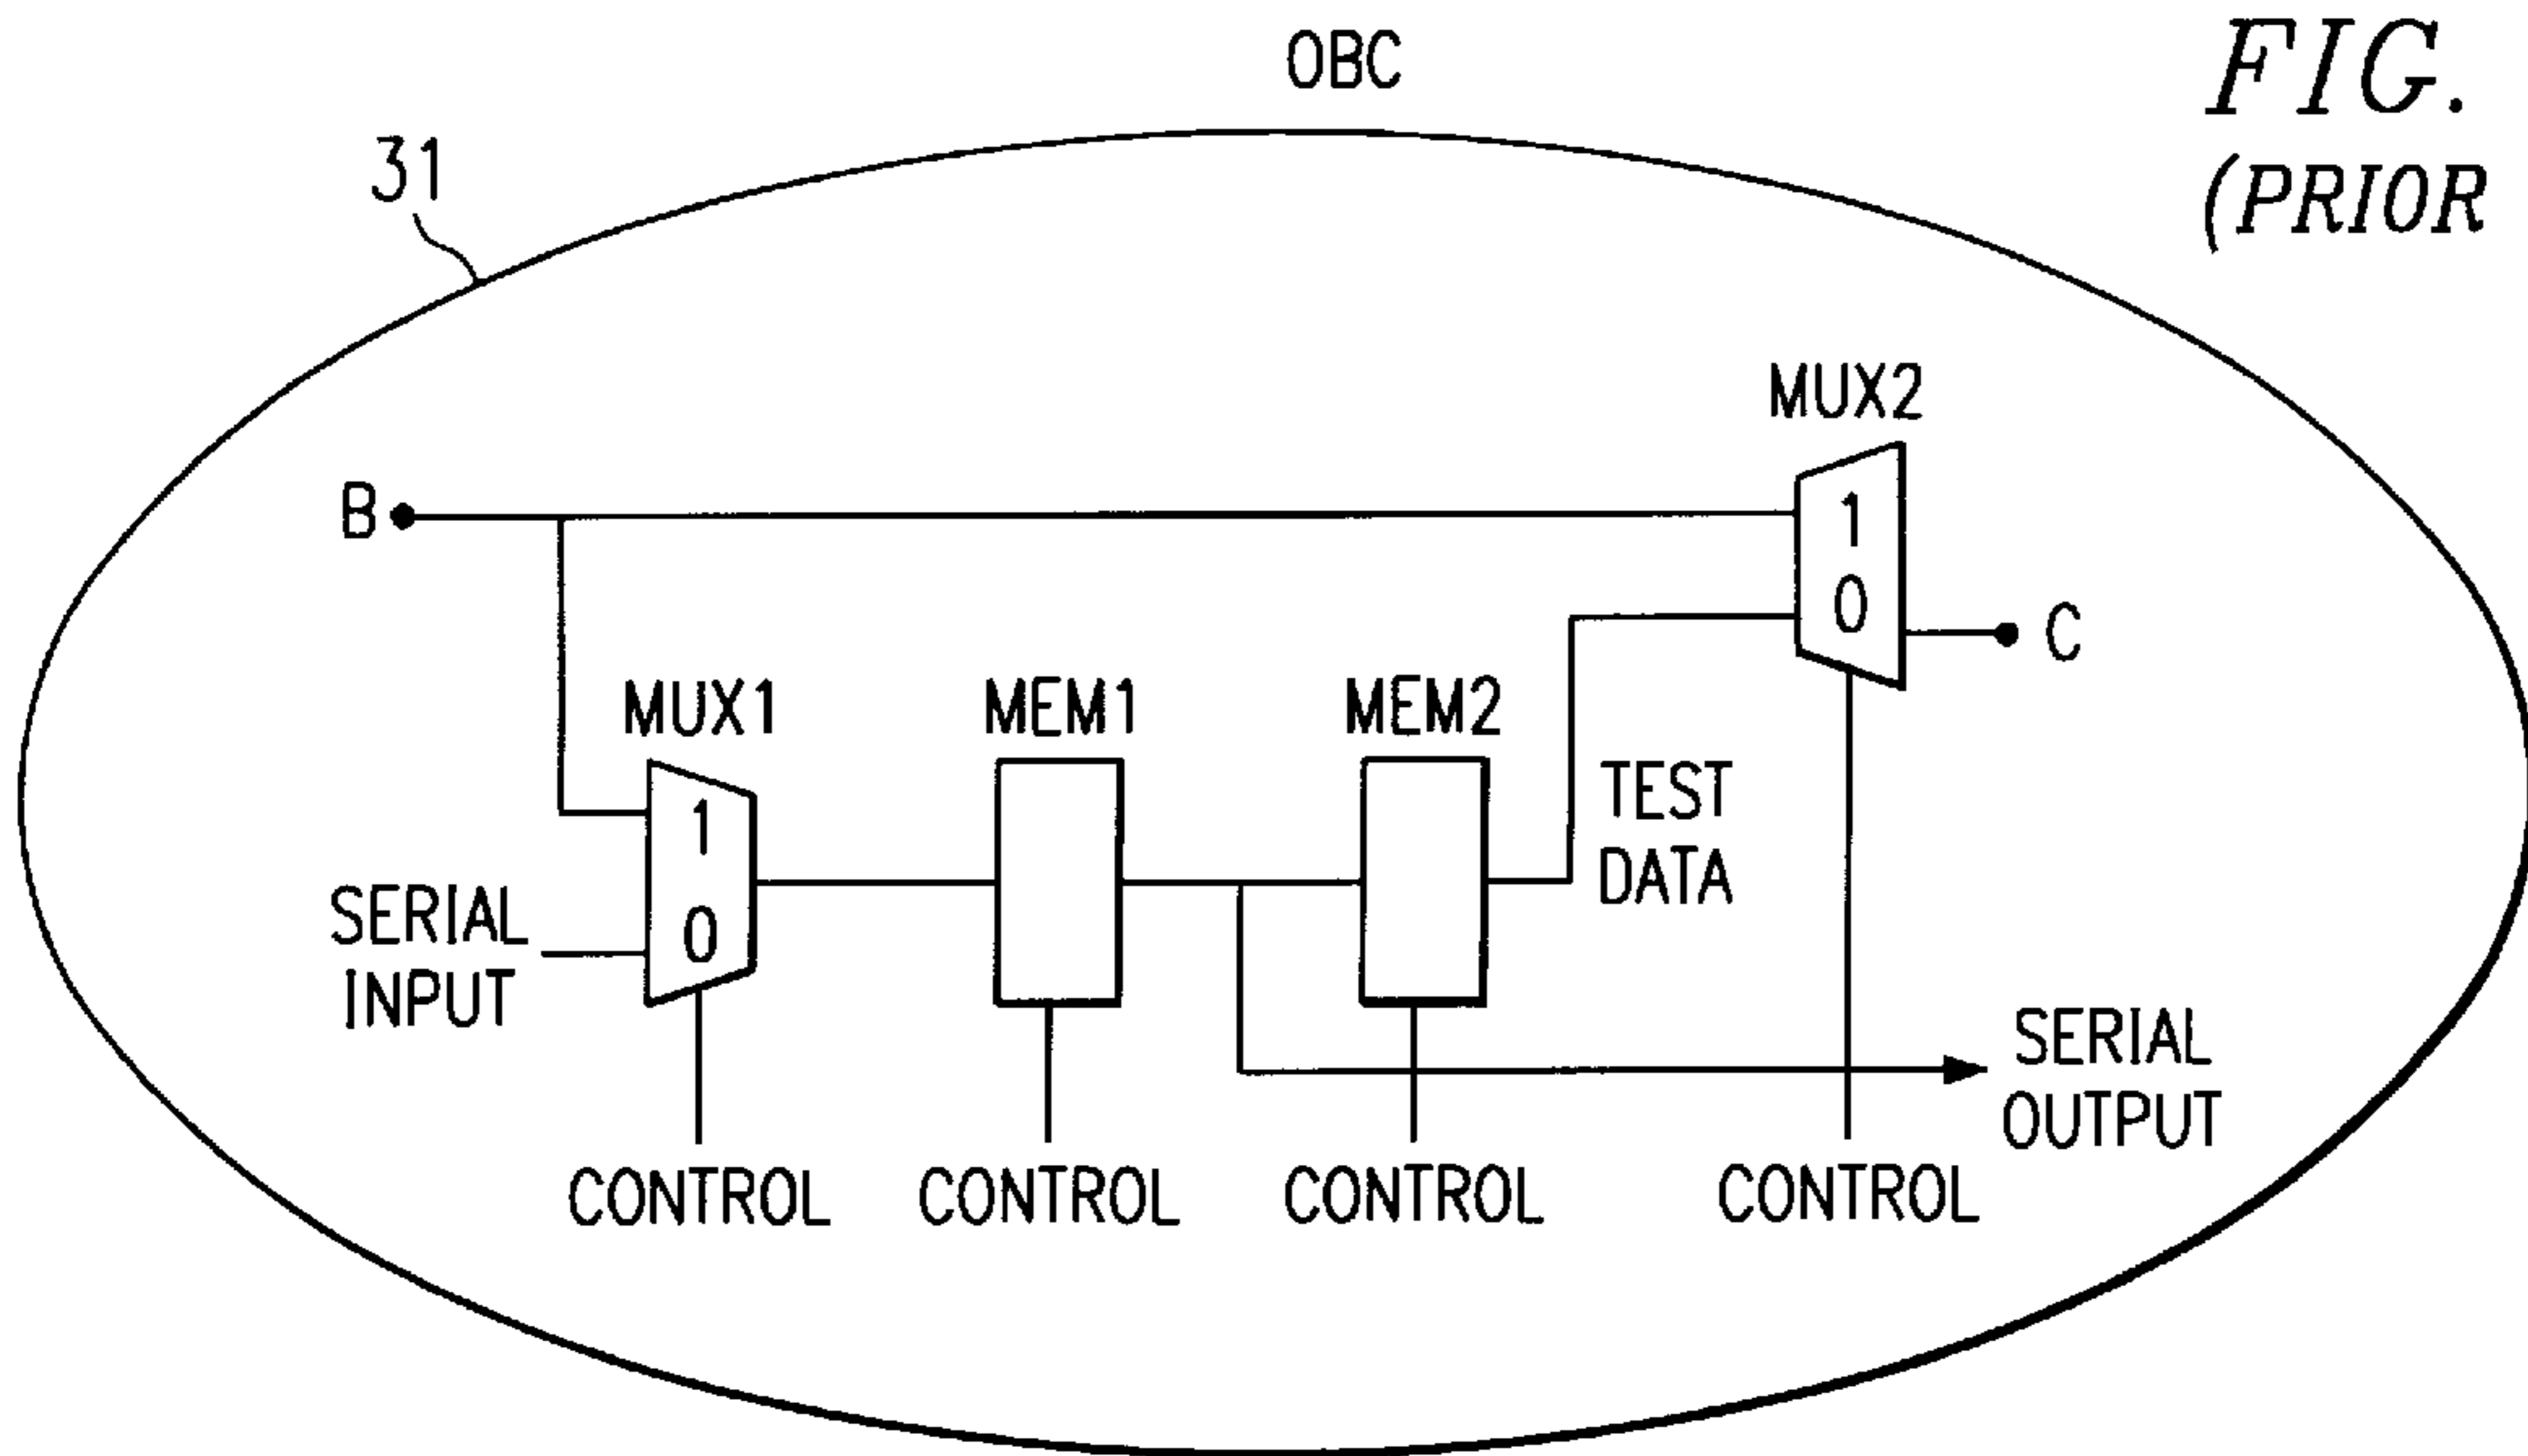 OBC
FIG.
(PRIOR
31
MUX2
B
1
0
C
MUX1
MEM1
MEM2
1
0
TEST
DATA
SERIAL
INPUT
SERIAL
OUTPUT
CONTROL
CONTROL
CONTROL
CONTROL